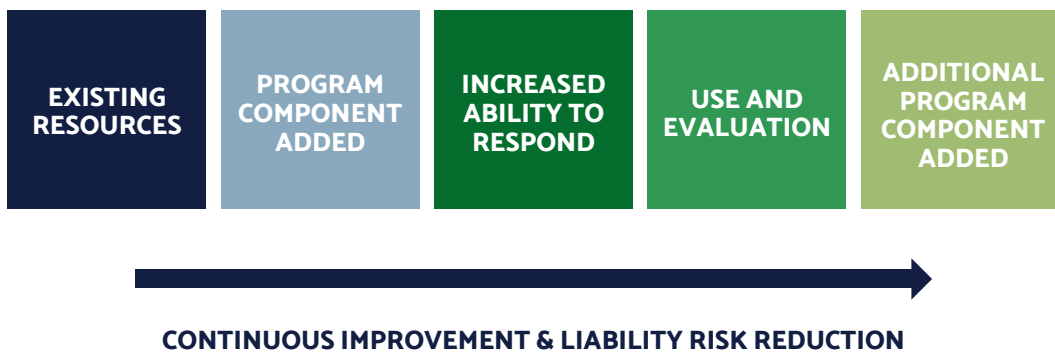 EXISTING
RESOURCES
PROGRAM
COMPONENT
ADDED
INCREASED
ABILITY TO
RESPOND
USE AND
EVALUATION
ADDITIONAL
PROGRAM
COMPONENT
ADDED
CONTINUOUS IMPROVEMENT & LIABILITY RISK REDUCTION